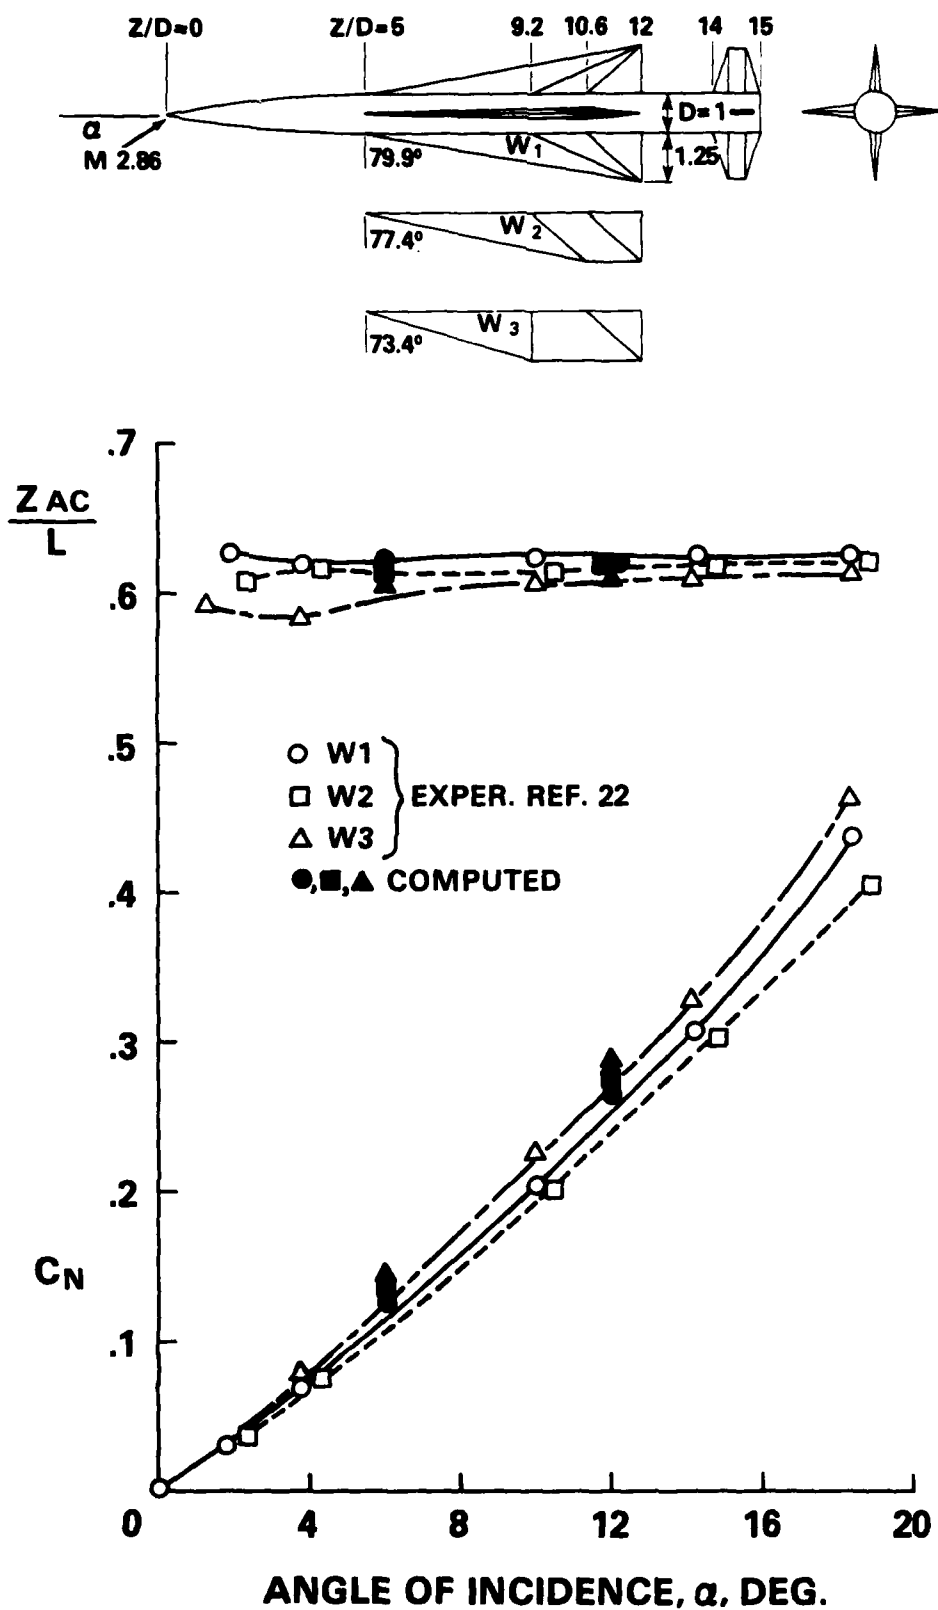 Z/D=0 Z/D=5 9.2 10.6 12 14 15
α
M 2.86
D=1
79.9°
W1
1.25
77.4°
W2
73.4°
W3
.7
Z AC
L
.6
.5
W1
W2
W3
EXPER. REF. 22
, , COMPUTED
.4
.3
.2
CN
.1
0 4 8 12 16 20
ANGLE OF INCIDENCE, α, DEG.